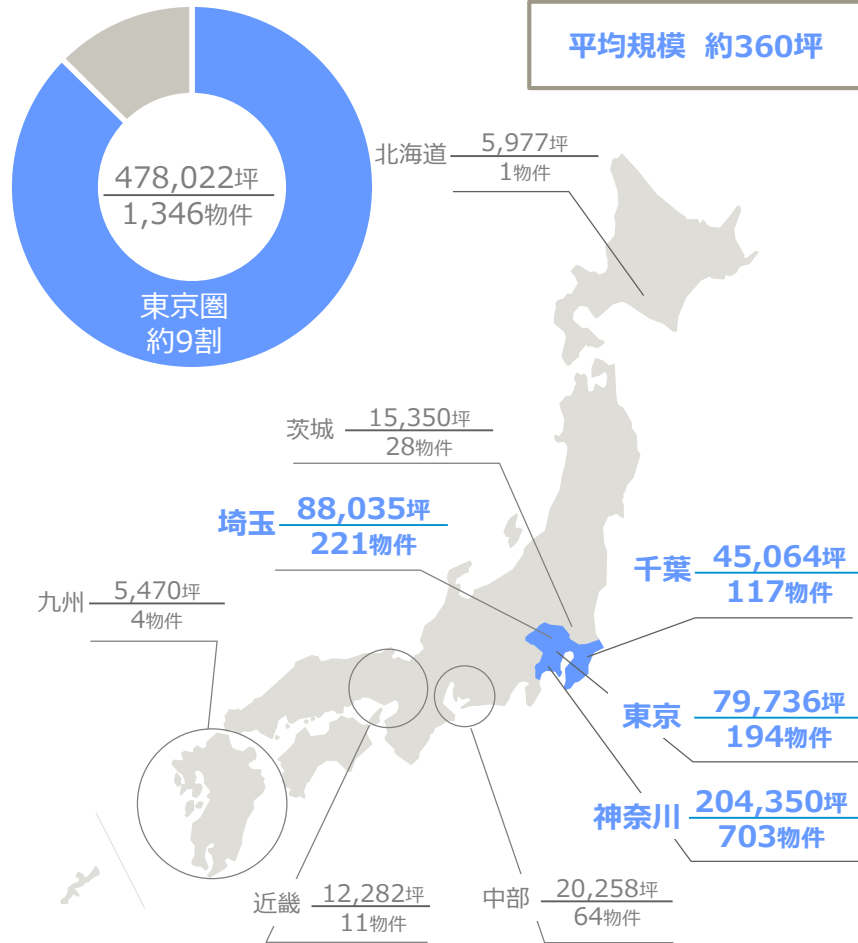 平均規模 約360坪
478,022坪
1,346物件
東京圏
約9割
北海道
5,977坪
1物件
茨城
15,350坪
28物件
埼玉
88,035坪
221物件
千葉
45,064坪
117物件
九州
5,470坪
4物件
東京
79,736坪
194物件
神奈川
204,350坪
703物件
近畿
12,282坪
11物件
中部
20,258坪
64物件